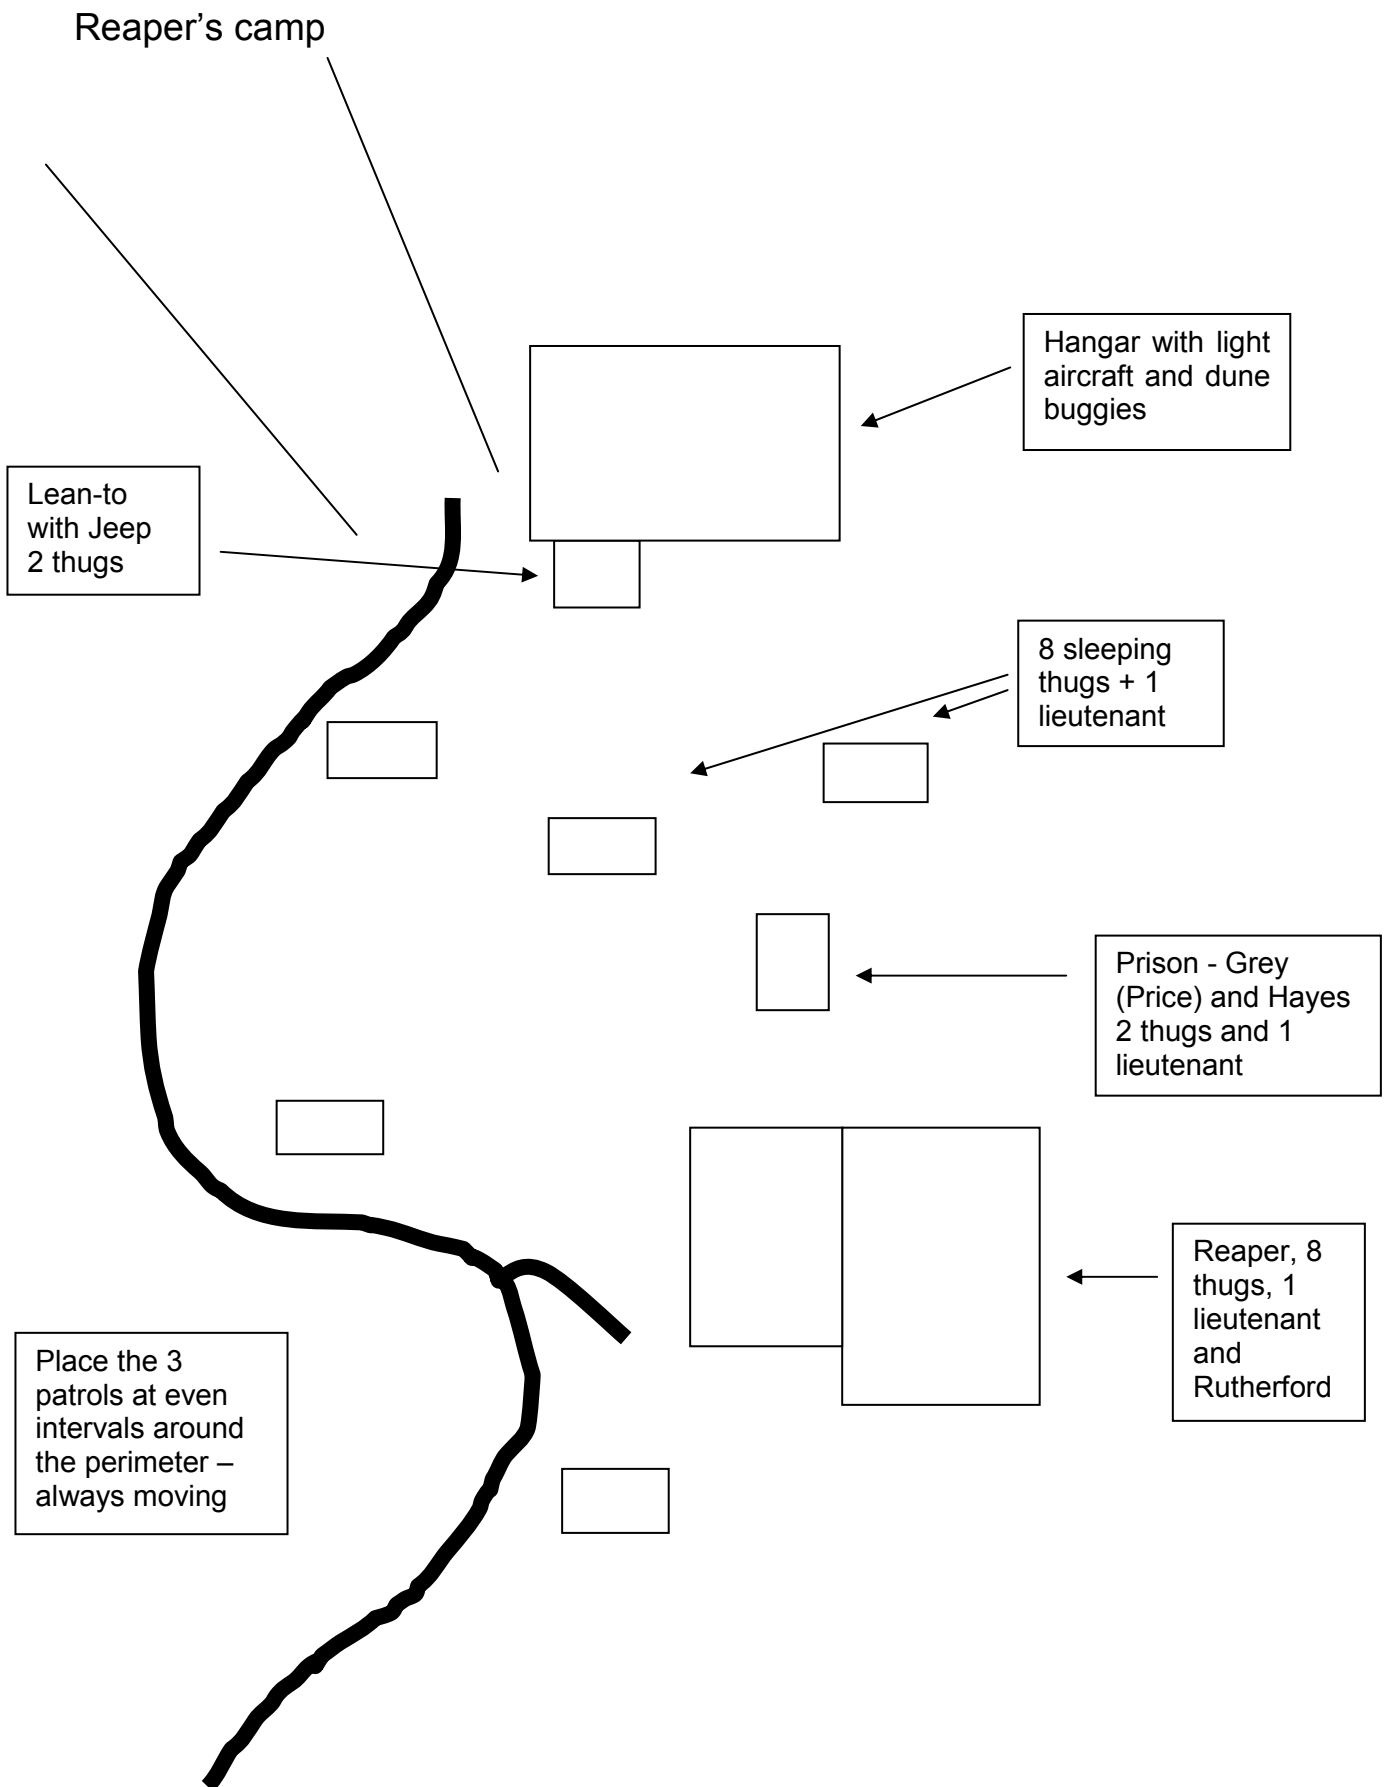 Reaper’s camp
Hangar with light
aircraft and dune
buggies
Lean-to
with Jeep
2 thugs
8 sleeping
thugs + 1
lieutenant
Prison - Grey
(Price) and Hayes
2 thugs and 1
lieutenant
Reaper, 8
thugs, 1
lieutenant
and
Rutherford
Place the 3
patrols at even
intervals around
the perimeter –
always moving